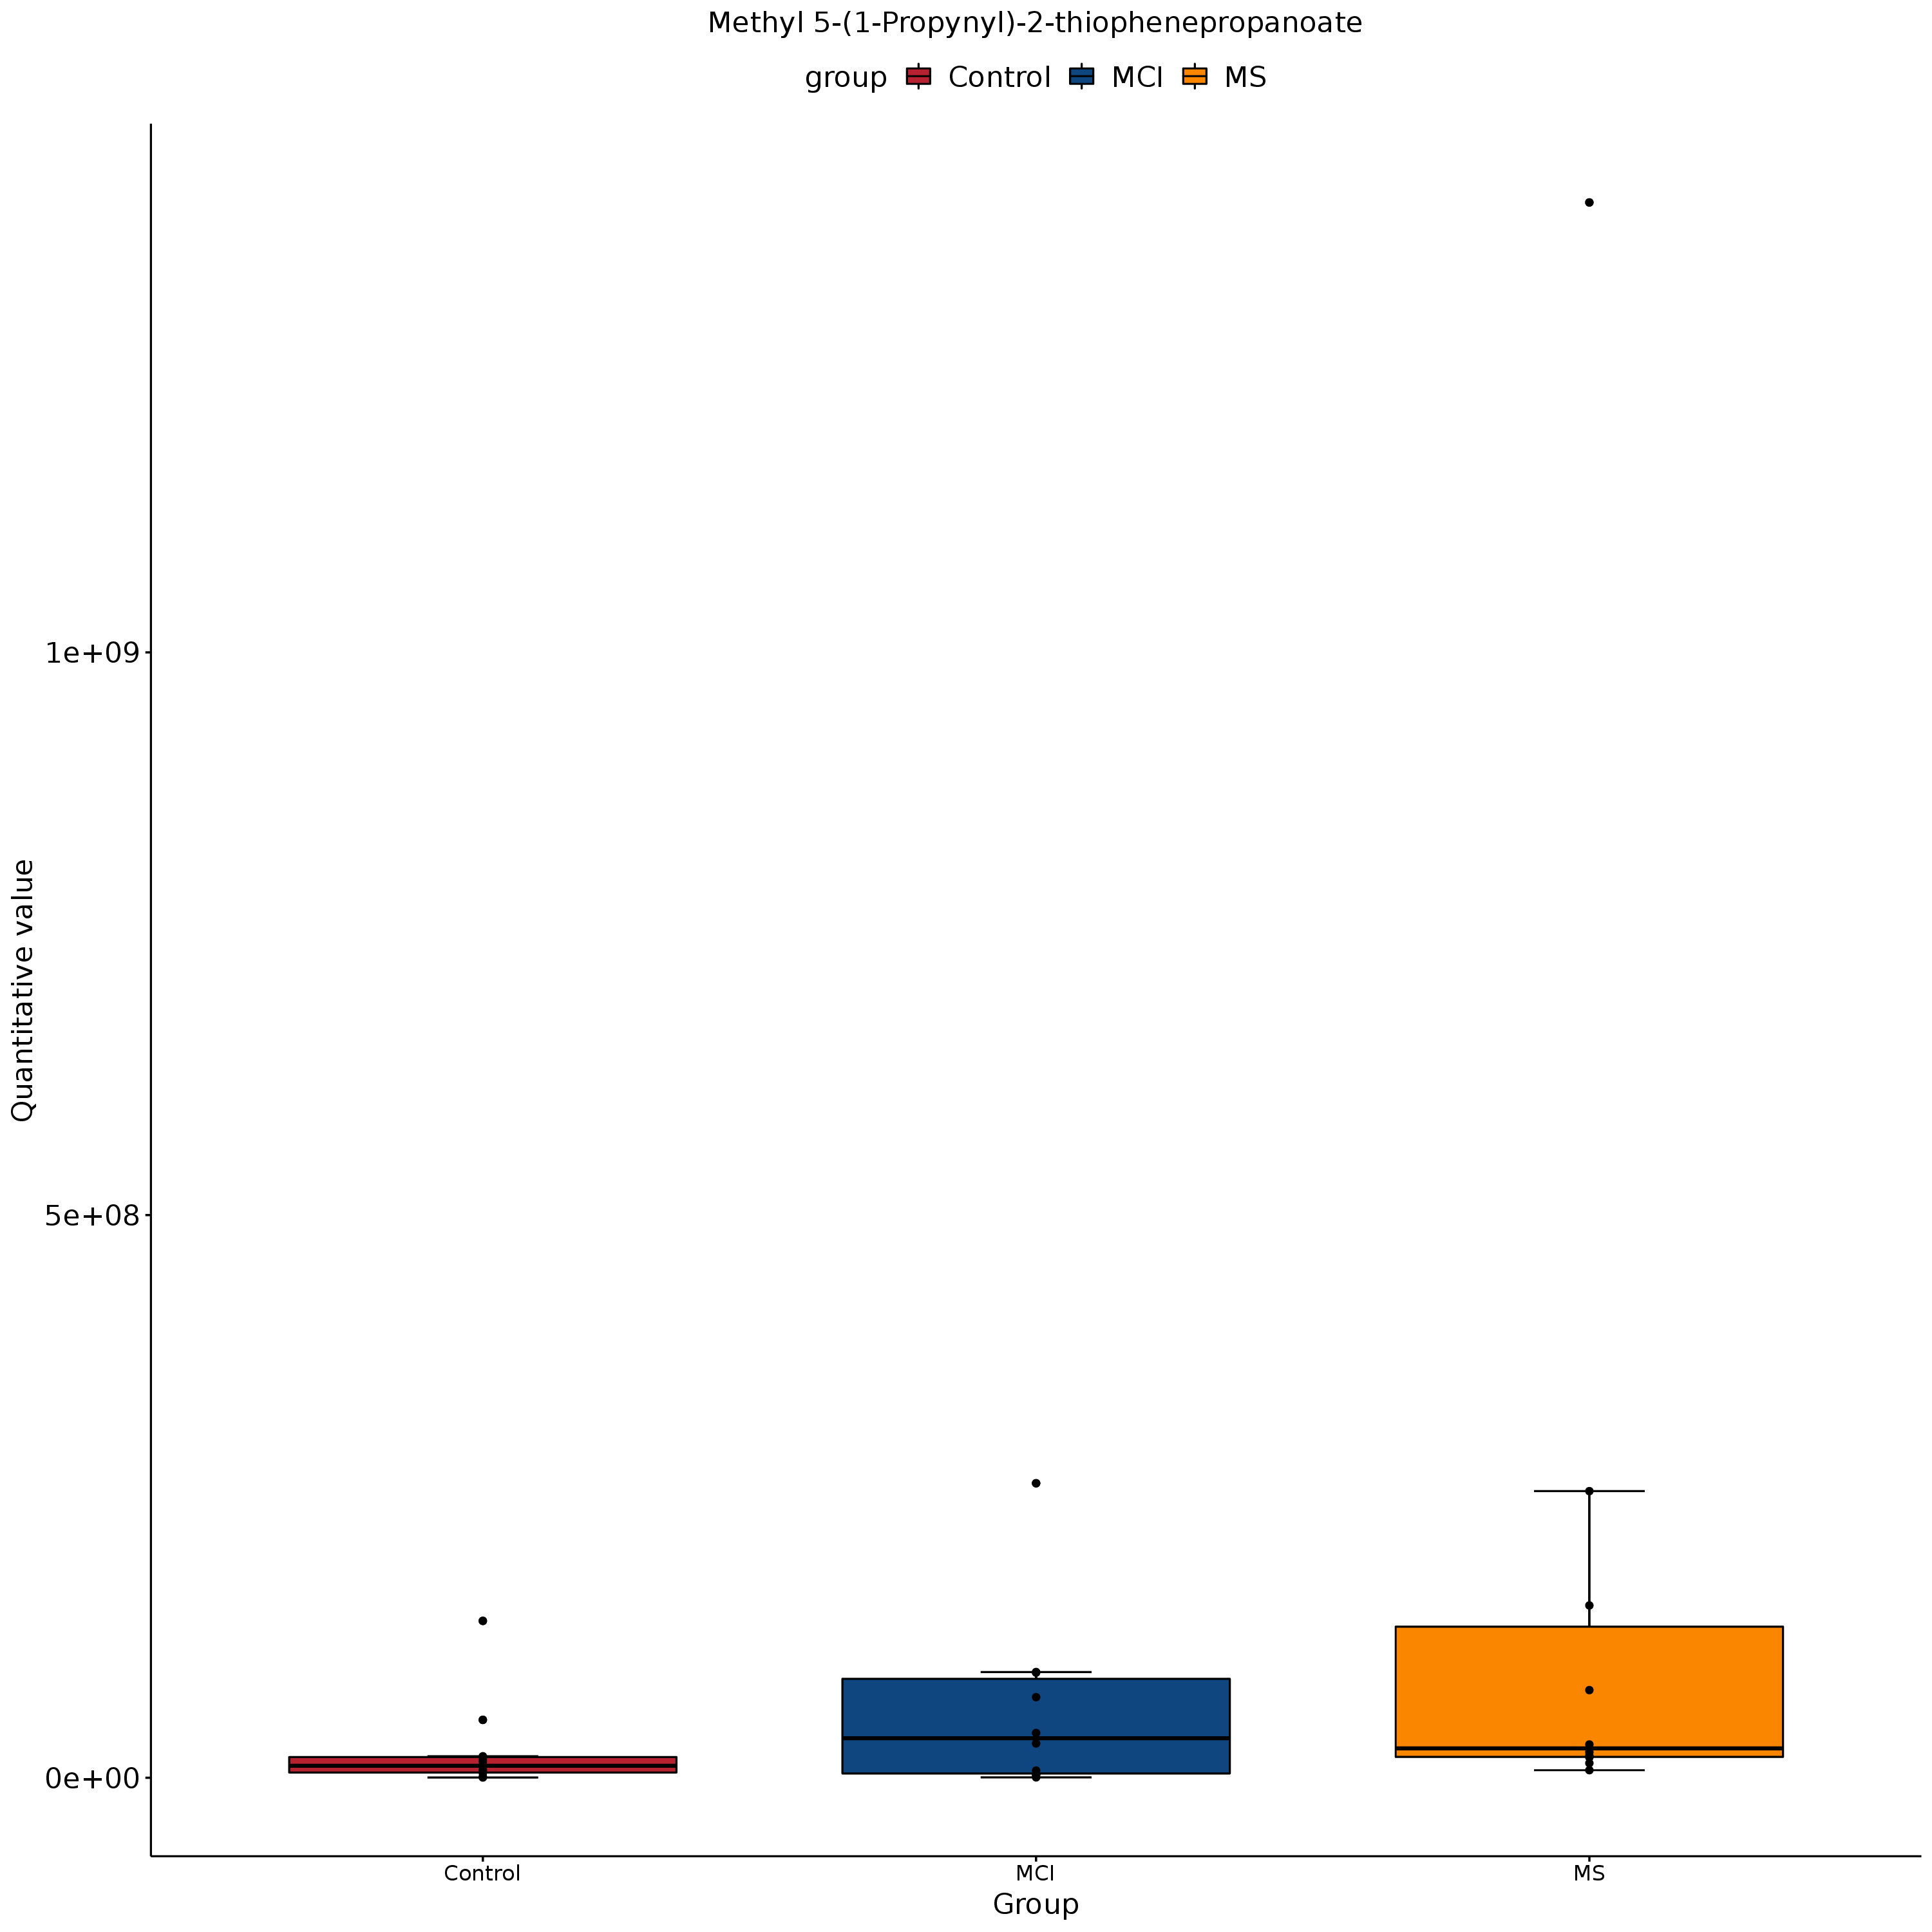 Methyl 5-(1-Propynyl)-2-thiophenepropanoate
group Control MCI MS
Quantitative value
1e+09
5e+08
0e+00
Control MCI MS
Group